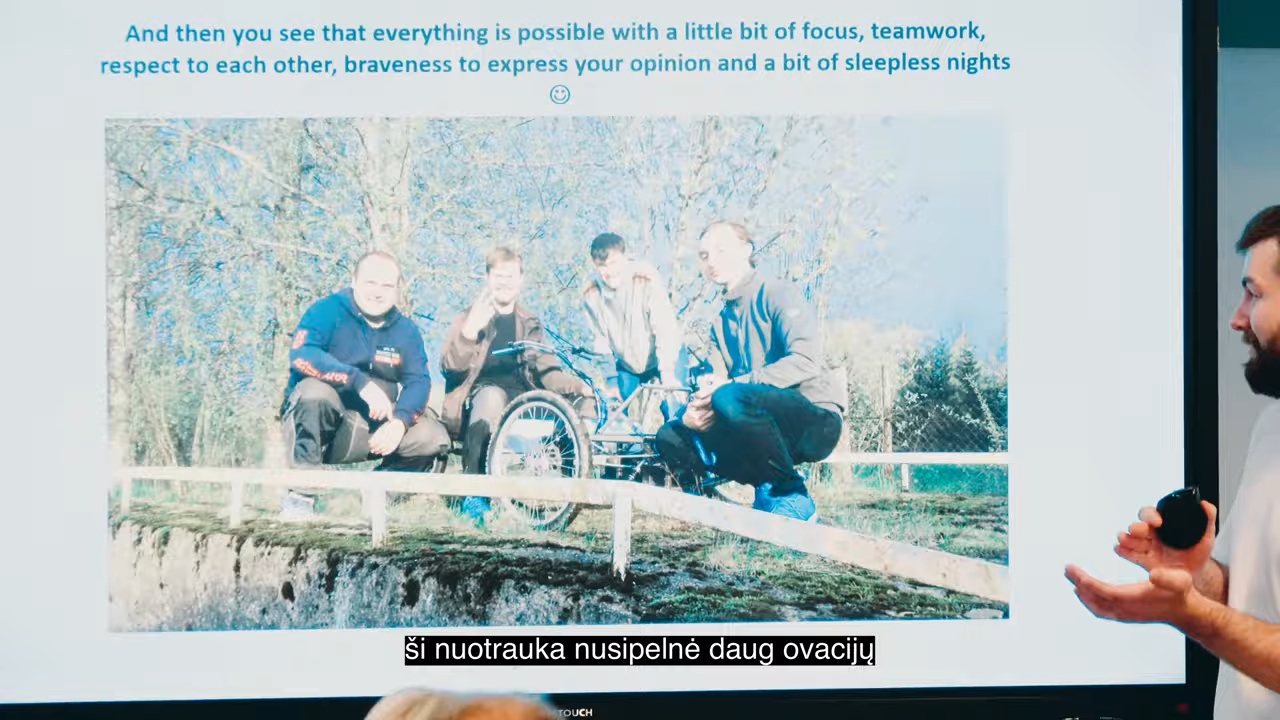 And then you see that everything is possible with a little bit of focus, teamwork,
respect to each other, braveness to express your opinion and a bit of sleepless nights
☺
ši nuotrauka nusipelnė daug ovacijų
TOUCH